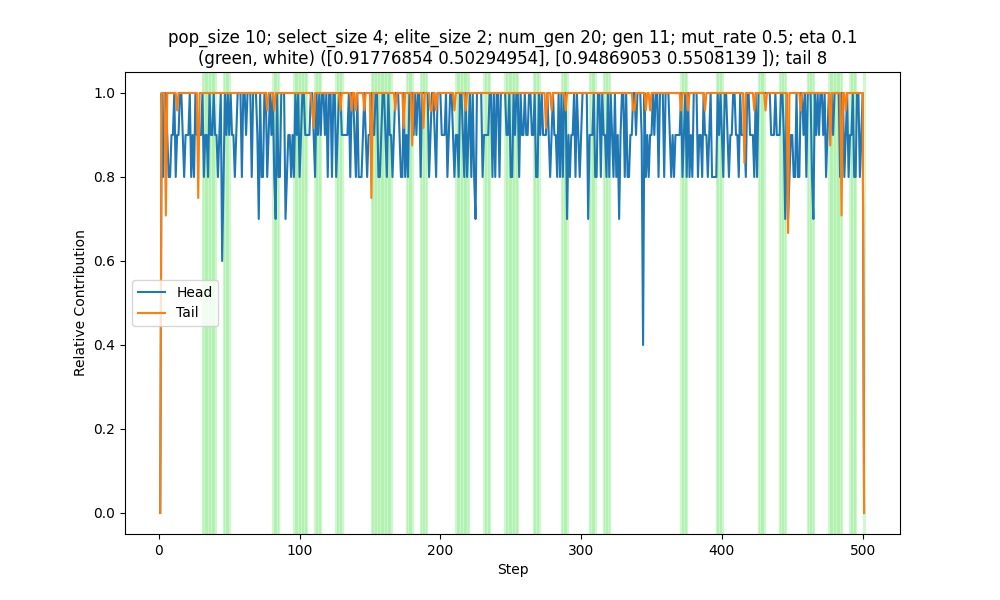 pop_size 10; select_size 4; elite_size 2; num_gen 20; gen 11; mut_rate 0.5; eta 0.1
(green, white) ([0.91776854 0.50294954], [0.94869053 0.5508139 ]); tail 8
1.0
0.8
0.6
0.4
0.2
0.0
Relative Contribution
Head
Tail
0 100 200 300 400 500
Step